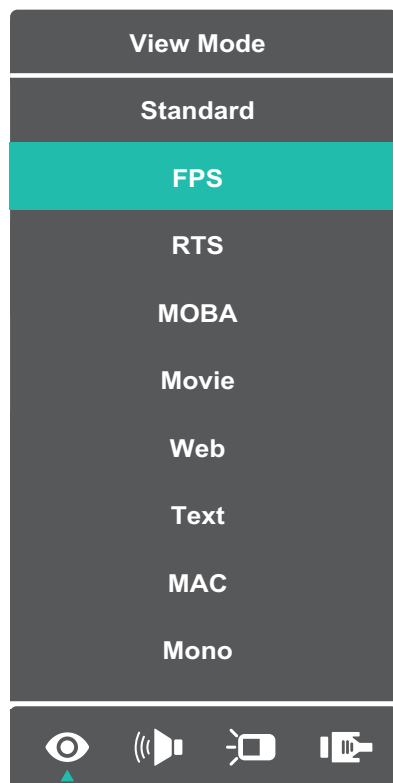 View Mode
Standard
FPS
RTS
MOBA
Movie
Web
Text
MAC
Mono